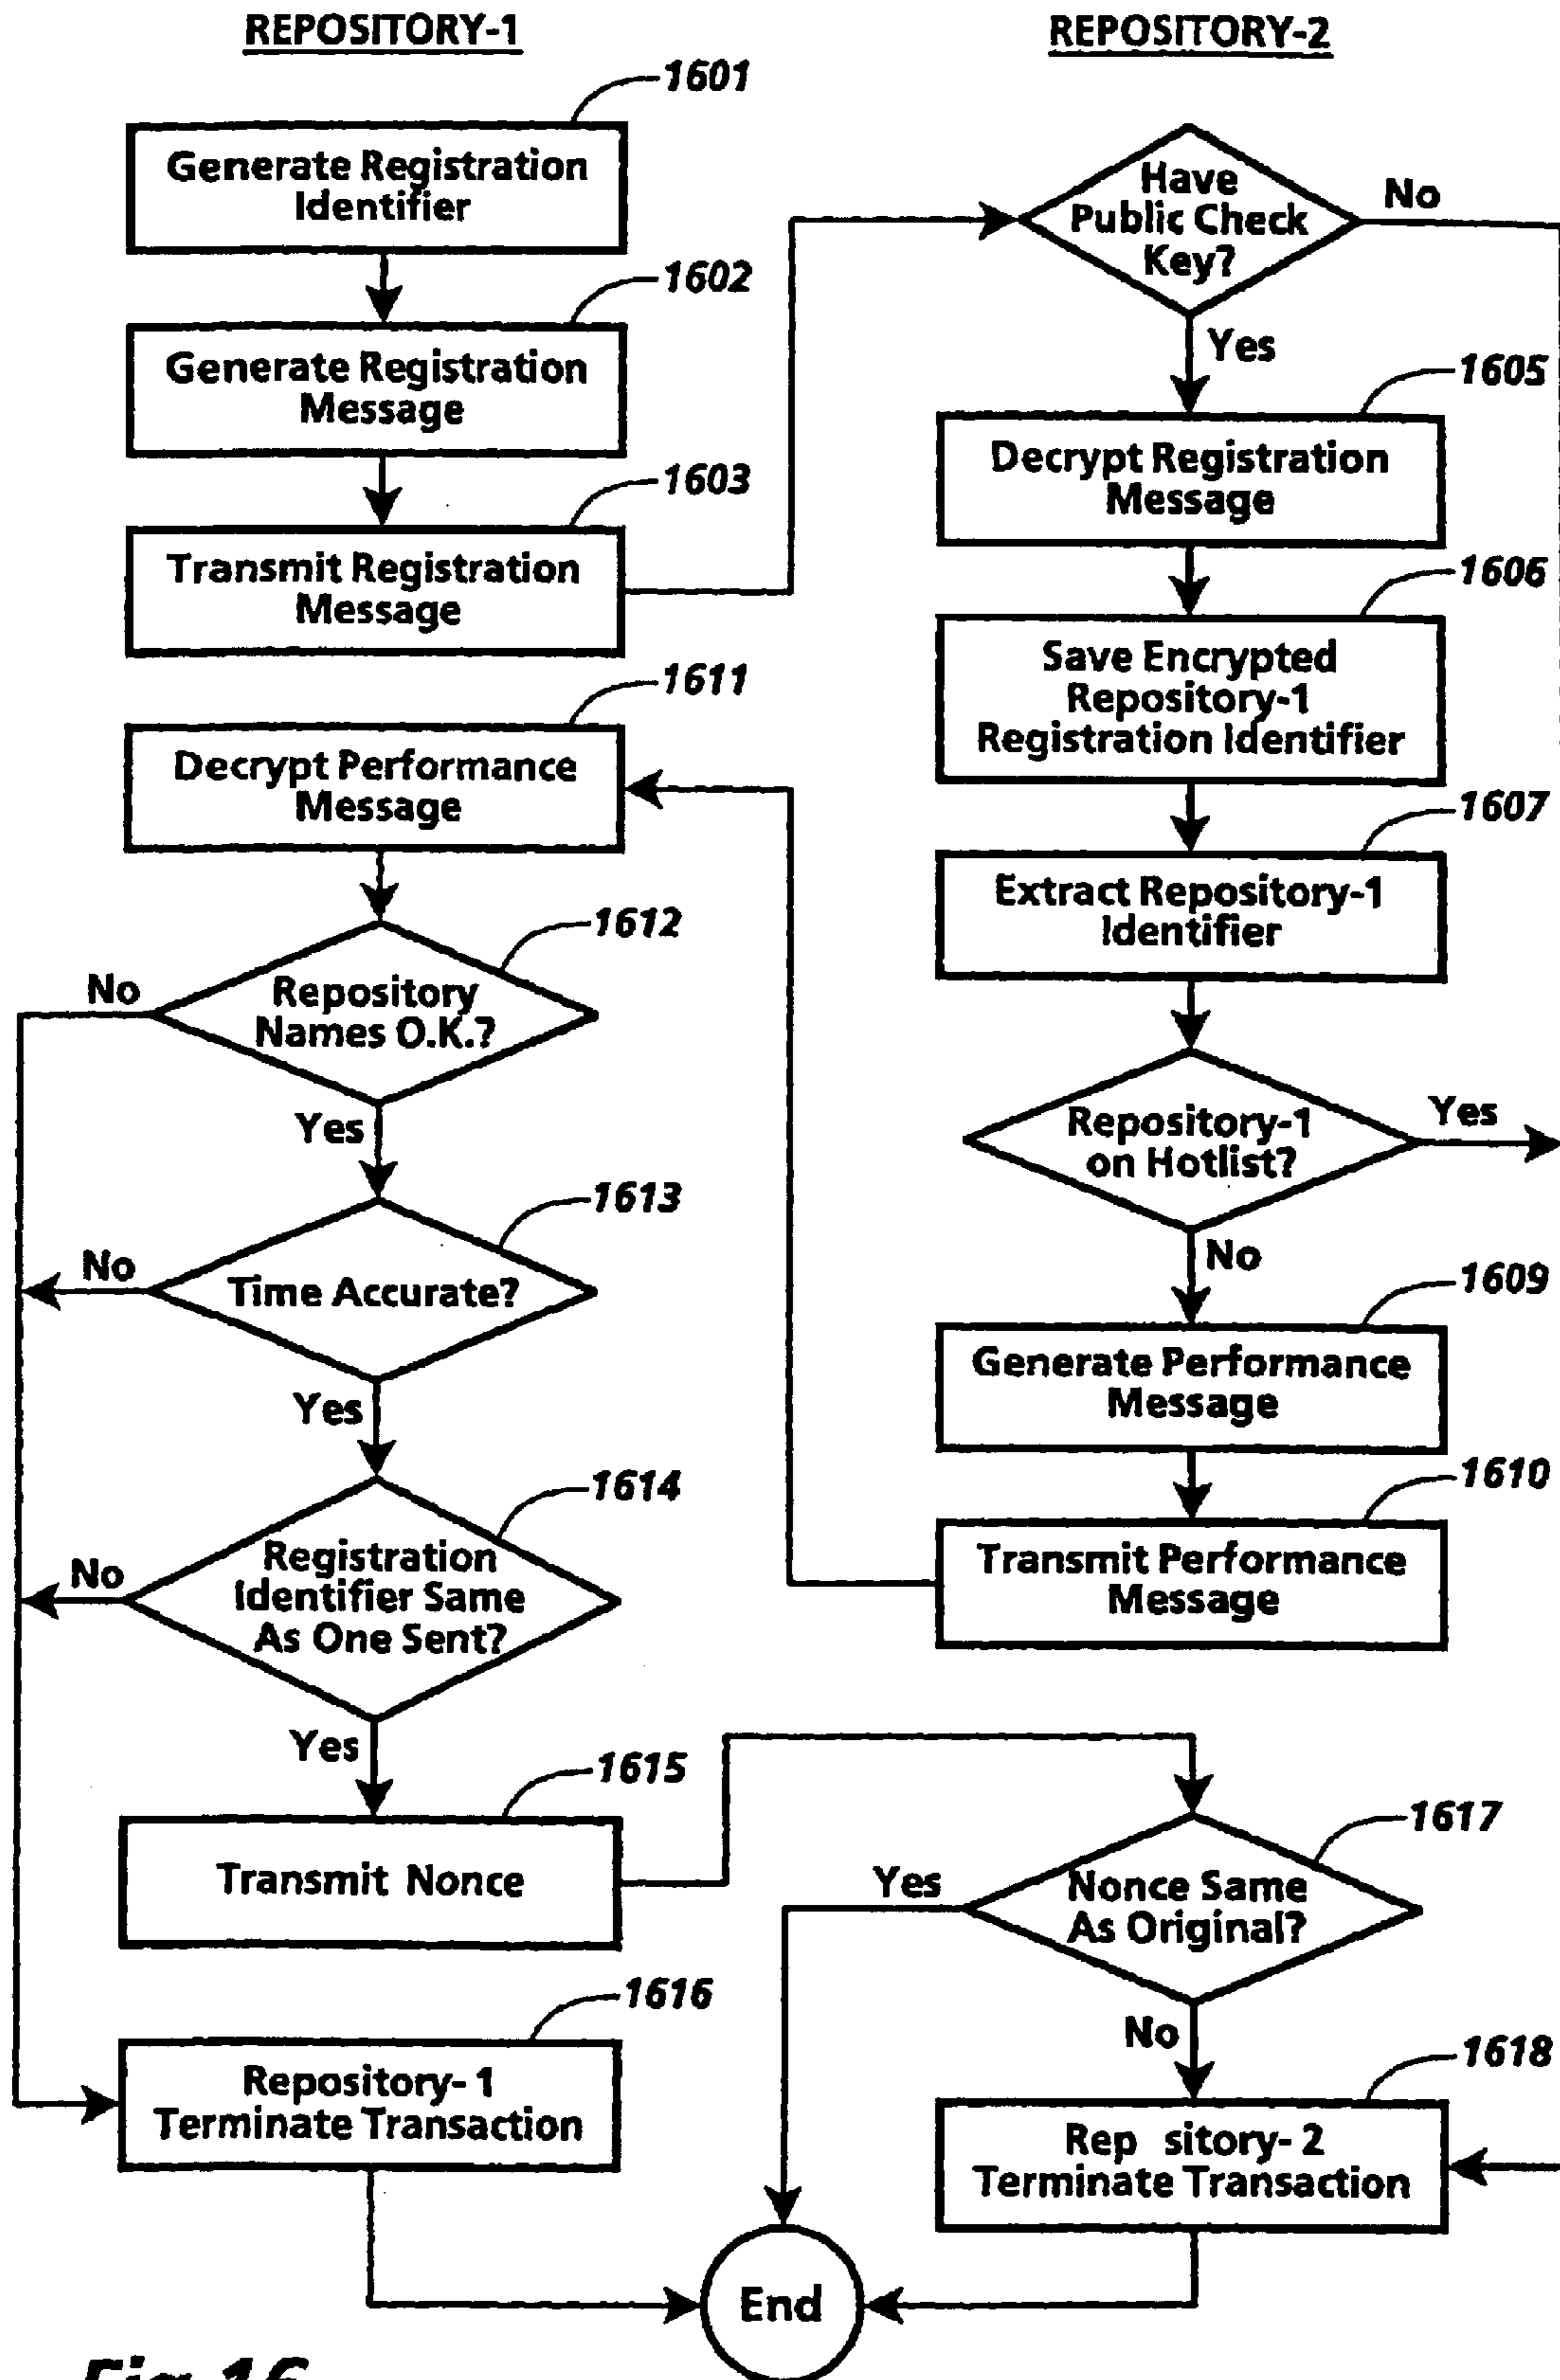 REPOSITORY-1
1601
Generate Registration
Identifier
1602
Generate Registration
Message
1603
Transmit Registration
Message
1611
Decrypt Performance
Message
1612
Repository
Names O.K.?
No
Yes
1613
Time Accurate?
No
Yes
1614
Registration
Identifier Same
As One Sent?
No
Yes
1615
Transmit Nonce
1616
Repository- 1
Terminate Transaction
REPOSITORY-2
Have
Public Check
Key?
No
Yes
1605
Decrypt Registration
Message
1606
Save Encrypted
Repository-1
Registration Identifier
1607
Extract Repository-1
Identifier
Repository-1
on Hotlist?
Yes
No
1609
Generate Performance
Message
1610
Transmit Performance
Message
1617
Nonce Same
As Original?
Yes
No
1618
Rep sitory- 2
Terminate Transaction
End
Fig.16